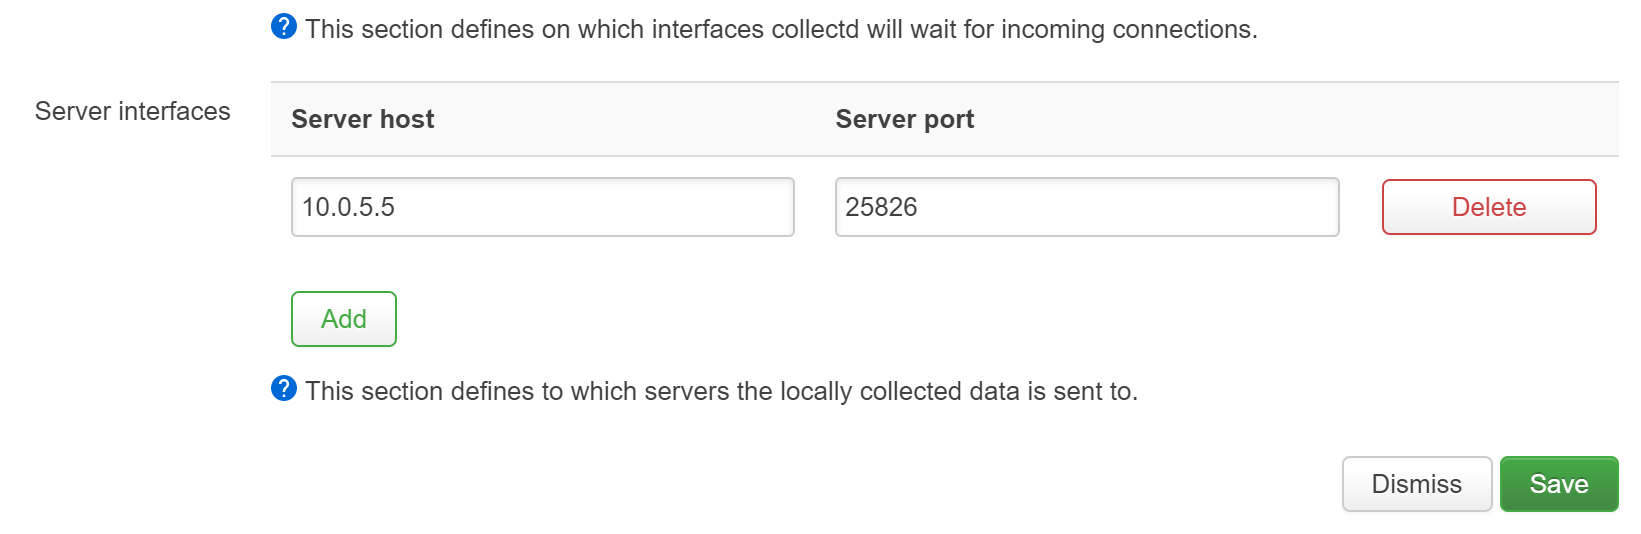 This section defines on which interfaces collectd will wait for incoming connections.
Server interfaces
Server host Server port
10.0.5.5 25826 Delete
Add
This section defines to which servers the locally collected data is sent to.
Dismiss Save